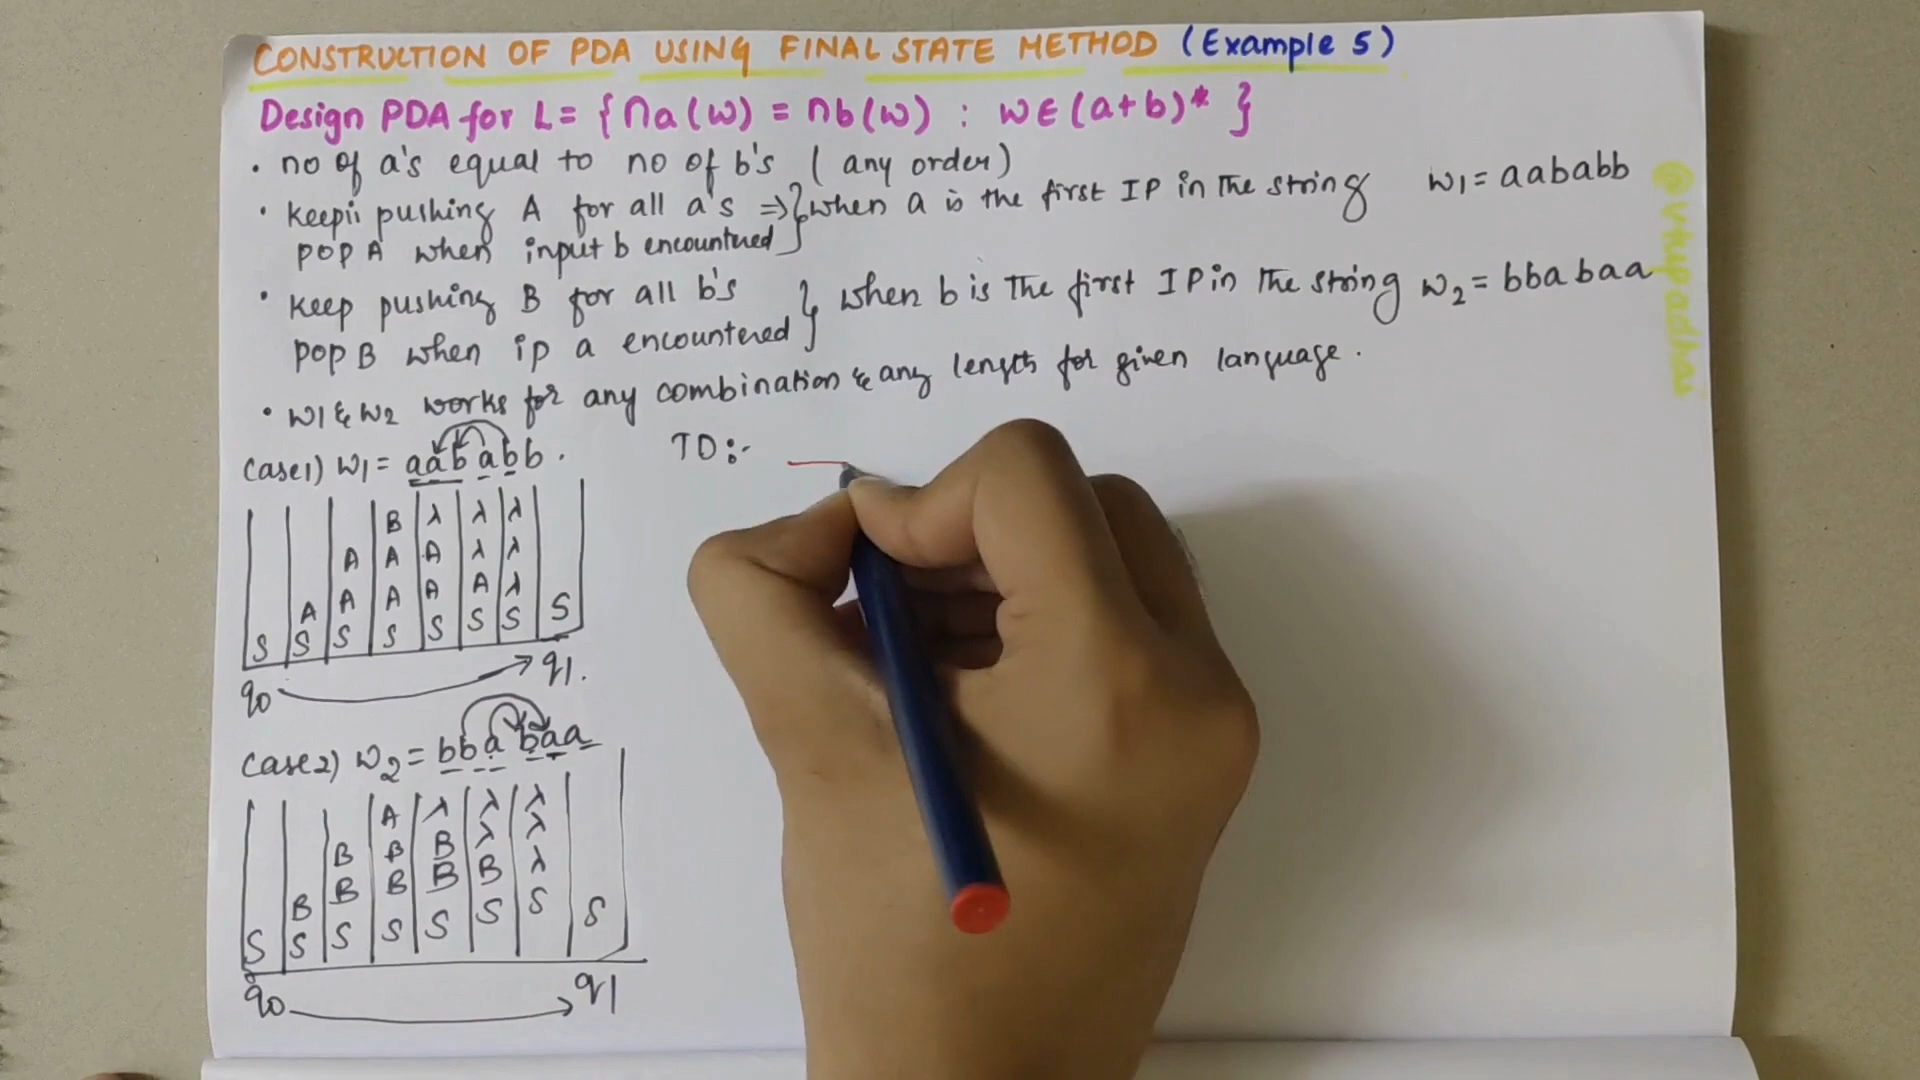 CONSTRUCTION OF PDA USING FINAL STATE METHOD (Example 5)
Design PDA for L = { na(w) = nb(w) : w∈(a+b)* }
• no of a's equal to no of b's ( any order)
• Keepii pushing A for all a's => } when a is the first IP in the string w1 = aababb
pop A when input b encountered }
• Keep pushing B for all b's } when b is the first IP in the string w2 = bbabaa
pop B when ip a encountered }
• w1 & w2 works for any combination & any length for given language .
Case1) w1 = aababb .
TD :-
B λ λ λ
A A A λ λ
A A A A A λ
S S S S S S S S
q0 → q1 .
Case2) w2 = bbabaa
A λ λ λ
B B B λ λ
B B B B B λ
S S S S S S S S
q0 → q1